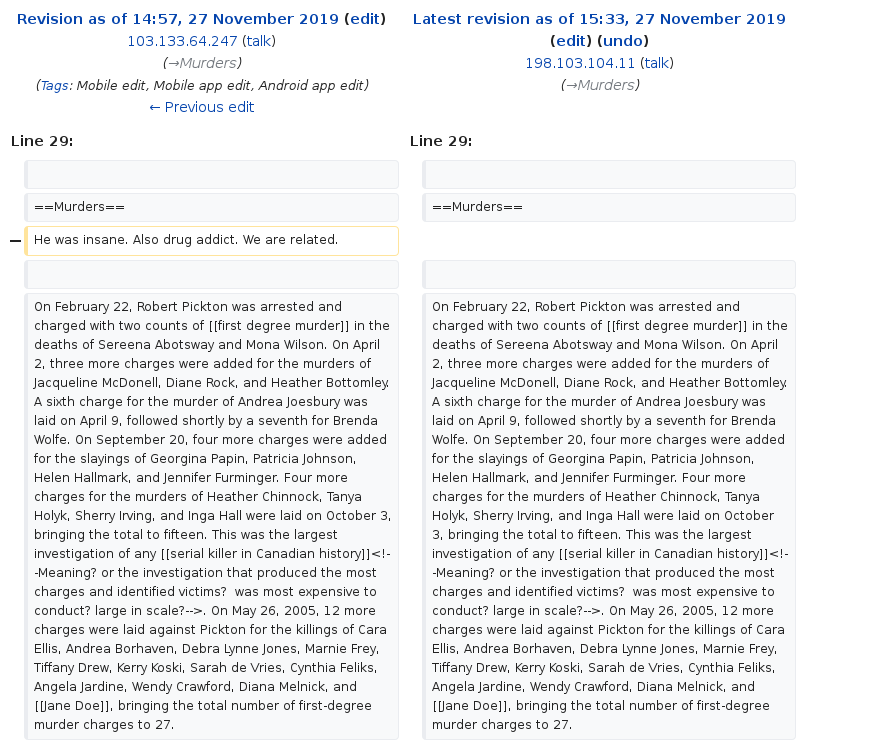 Revision as of 14:57, 27 November 2019 (edit)
103.133.64.247 (talk)
(→Murders)
(Tags: Mobile edit, Mobile app edit, Android app edit)
← Previous edit
Latest revision as of 15:33, 27 November 2019
(edit) (undo)
198.103.104.11 (talk)
(→Murders)
Line 29:
==Murders==
− He was insane. Also drug addict. We are related.
On February 22, Robert Pickton was arrested and
charged with two counts of [[first degree murder]] in the
deaths of Sereena Abotsway and Mona Wilson. On April
2, three more charges were added for the murders of
Jacqueline McDonell, Diane Rock, and Heather Bottomley.
A sixth charge for the murder of Andrea Joesbury was
laid on April 9, followed shortly by a seventh for Brenda
Wolfe. On September 20, four more charges were added
for the slayings of Georgina Papin, Patricia Johnson,
Helen Hallmark, and Jennifer Furminger. Four more
charges for the murders of Heather Chinnock, Tanya
Holyk, Sherry Irving, and Inga Hall were laid on October 3,
bringing the total to fifteen. This was the largest
investigation of any [[serial killer in Canadian history]]<!-
-Meaning? or the investigation that produced the most
charges and identified victims?  was most expensive to
conduct? large in scale?-->. On May 26, 2005, 12 more
charges were laid against Pickton for the killings of Cara
Ellis, Andrea Borhaven, Debra Lynne Jones, Marnie Frey,
Tiffany Drew, Kerry Koski, Sarah de Vries, Cynthia Feliks,
Angela Jardine, Wendy Crawford, Diana Melnick, and
[[Jane Doe]], bringing the total number of first-degree
murder charges to 27.
Line 29:
==Murders==
On February 22, Robert Pickton was arrested and
charged with two counts of [[first degree murder]] in the
deaths of Sereena Abotsway and Mona Wilson. On April
2, three more charges were added for the murders of
Jacqueline McDonell, Diane Rock, and Heather Bottomley.
A sixth charge for the murder of Andrea Joesbury was
laid on April 9, followed shortly by a seventh for Brenda
Wolfe. On September 20, four more charges were added
for the slayings of Georgina Papin, Patricia Johnson,
Helen Hallmark, and Jennifer Furminger. Four more
charges for the murders of Heather Chinnock, Tanya
Holyk, Sherry Irving, and Inga Hall were laid on October
3, bringing the total to fifteen. This was the largest
investigation of any [[serial killer in Canadian history]]<!-
-Meaning? or the investigation that produced the most
charges and identified victims?  was most expensive to
conduct? large in scale?-->. On May 26, 2005, 12 more
charges were laid against Pickton for the killings of Cara
Ellis, Andrea Borhaven, Debra Lynne Jones, Marnie Frey,
Tiffany Drew, Kerry Koski, Sarah de Vries, Cynthia Feliks,
Angela Jardine, Wendy Crawford, Diana Melnick, and
[[Jane Doe]], bringing the total number of first-degree
murder charges to 27.